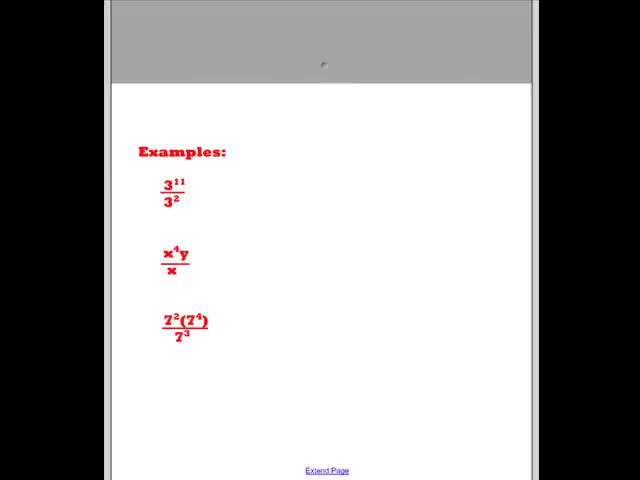 Examples:
3¹¹
3²
x⁴y
x
7²(7⁴)
7³
Extend Page